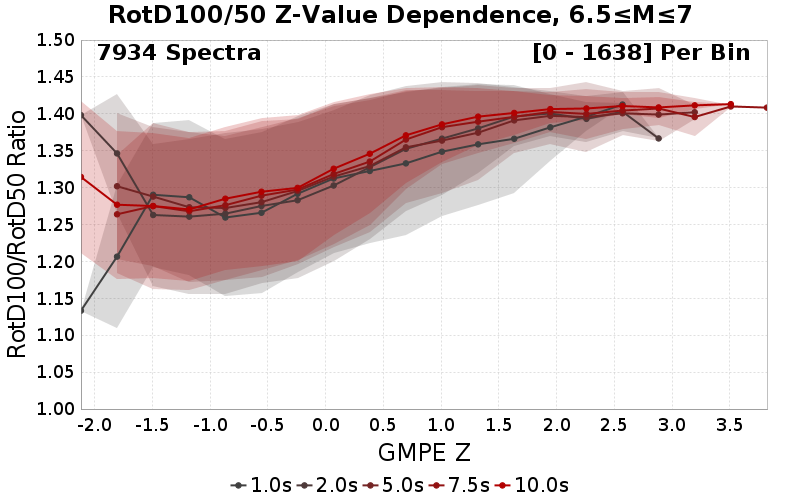 RotD100/50 Z-Value Dependence, 6.5≤M≤7
7934 Spectra
[0 - 1638] Per Bin
RotD100/RotD50 Ratio
1.50
1.45
1.40
1.35
1.30
1.25
1.20
1.15
1.10
1.05
1.00
-2.0 -1.5 -1.0 -0.5 0.0 0.5 1.0 1.5 2.0 2.5 3.0 3.5
GMPE Z
1.0s 2.0s 5.0s 7.5s 10.0s